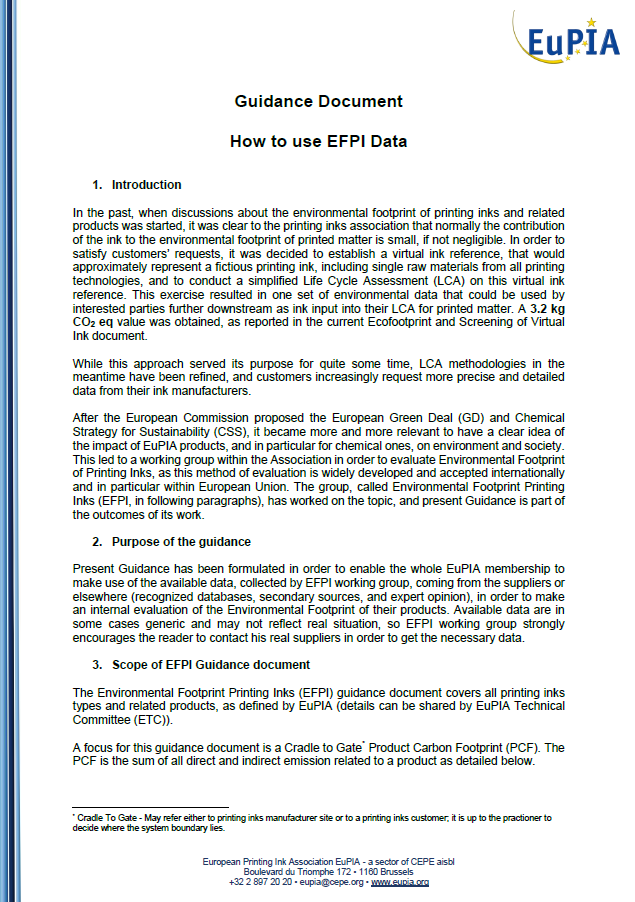 EuPIA
Guidance Document
How to use EFPI Data
1. Introduction
In the past, when discussions about the environmental footprint of printing inks and related
products was started, it was clear to the printing inks association that normally the contribution
of the ink to the environmental footprint of printed matter is small, if not negligible. In order to
satisfy customers' requests, it was decided to establish a virtual ink reference, that would
approximately represent a fictious printing ink, including single raw materials from all printing
technologies, and to conduct a simplified Life Cycle Assessment (LCA) on this virtual ink
reference. This exercise resulted in one set of environmental data that could be used by
interested parties further downstream as ink input into their LCA for printed matter. A 3.2 kg
CO₂ eq value was obtained, as reported in the current Ecofootprint and Screening of Virtual
Ink document.
While this approach served its purpose for quite some time, LCA methodologies in the
meantime have been refined, and customers increasingly request more precise and detailed
data from their ink manufacturers.
After the European Commission proposed the European Green Deal (GD) and Chemical
Strategy for Sustainability (CSS), it became more and more relevant to have a clear idea of
the impact of EuPIA products, and in particular for chemical ones, on environment and society.
This led to a working group within the Association in order to evaluate Environmental Footprint
of Printing Inks, as this method of evaluation is widely developed and accepted internationally
and in particular within European Union. The group, called Environmental Footprint Printing
Inks (EFPI, in following paragraphs), has worked on the topic, and present Guidance is part of
the outcomes of its work.
2. Purpose of the guidance
Present Guidance has been formulated in order to enable the whole EuPIA membership to
make use of the available data, collected by EFPI working group, coming from the suppliers or
elsewhere (recognized databases, secondary sources, and expert opinion), in order to make
an internal evaluation of the Environmental Footprint of their products. Available data are in
some cases generic and may not reflect real situation, so EFPI working group strongly
encourages the reader to contact his real suppliers in order to get the necessary data.
3. Scope of EFPI Guidance document
The Environmental Footprint Printing Inks (EFPI) guidance document covers all printing inks
types and related products, as defined by EuPIA (details can be shared by EuPIA Technical
Committee (ETC)).
A focus for this guidance document is a Cradle to Gate* Product Carbon Footprint (PCF). The
PCF is the sum of all direct and indirect emission related to a product as detailed below.
* Cradle To Gate - May refer either to printing inks manufacturer site or to a printing inks customer; it is up to the practioner to
decide where the system boundary lies.
European Printing Ink Association EuPIA - a sector of CEPE aisbl
Boulevard du Triomphe 172 • 1160 Brussels
+32 2 897 20 20 • eupia@cepe.org • www.eupia.org